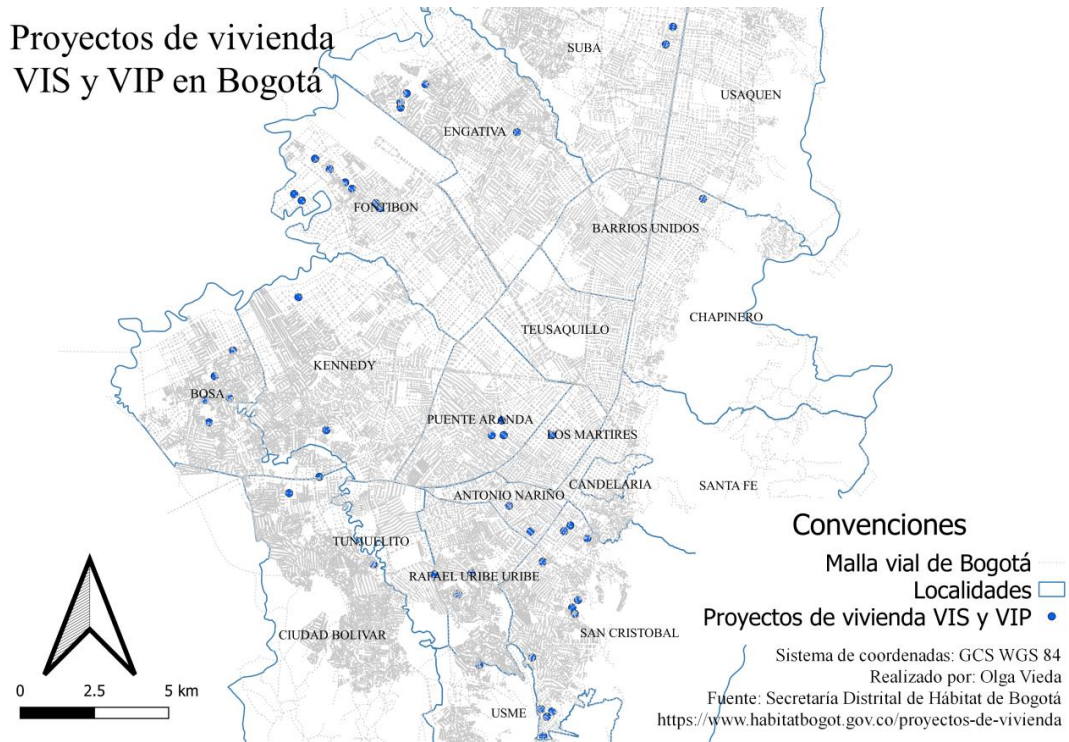 Proyectos de vivienda
VIS y VIP en Bogotá
SUBA
USAQUEN
ENGATIVA
FONTIBON
BARRIOS UNIDOS
CHAPINERO
TEUSAQUILLO
KENNEDY
BOSA
PUENTE ARANDA
LOS MARTIRES
CANDELARIA
SANTA FE
ANTONIO NARIÑO
TUNJUELITO
RAFAEL URIBE URIBE
CIUDAD BOLIVAR
SAN CRISTOBAL
USME
0 2.5 5 km
Convenciones
Malla vial de Bogotá
Localidades
Proyectos de vivienda VIS y VIP
Sistema de coordenadas: GCS WGS 84
Realizado por: Olga Vieda
Fuente: Secretaría Distrital de Hábitat de Bogotá
https://www.habitatbogot.gov.co/proyectos-de-vivienda